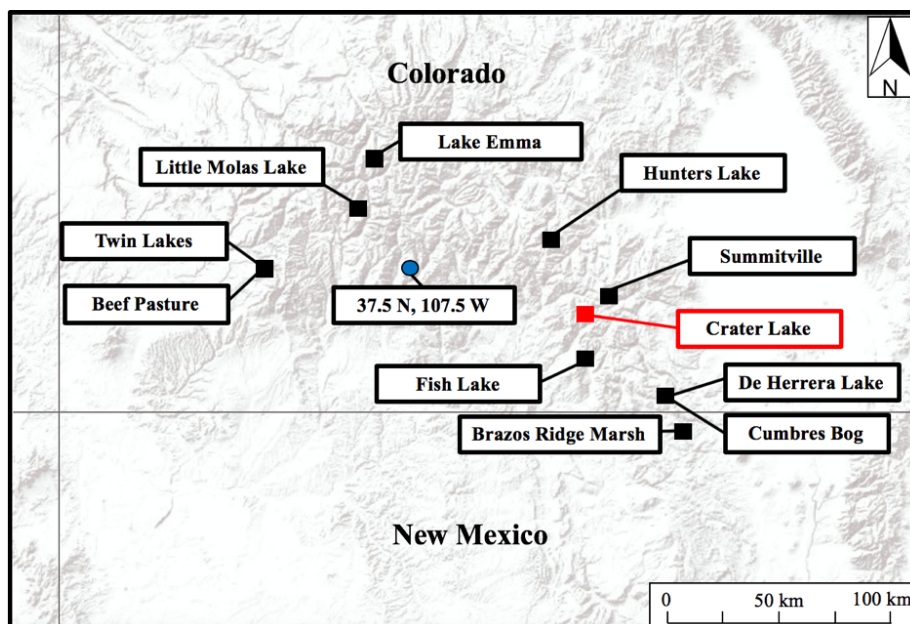 Colorado
N
Lake Emma
Little Molas Lake
Hunters Lake
Twin Lakes
Summitville
Beef Pasture
37.5 N, 107.5 W
Crater Lake
Fish Lake
De Herrera Lake
Brazos Ridge Marsh
Cumbres Bog
New Mexico
0 50 km 100 km